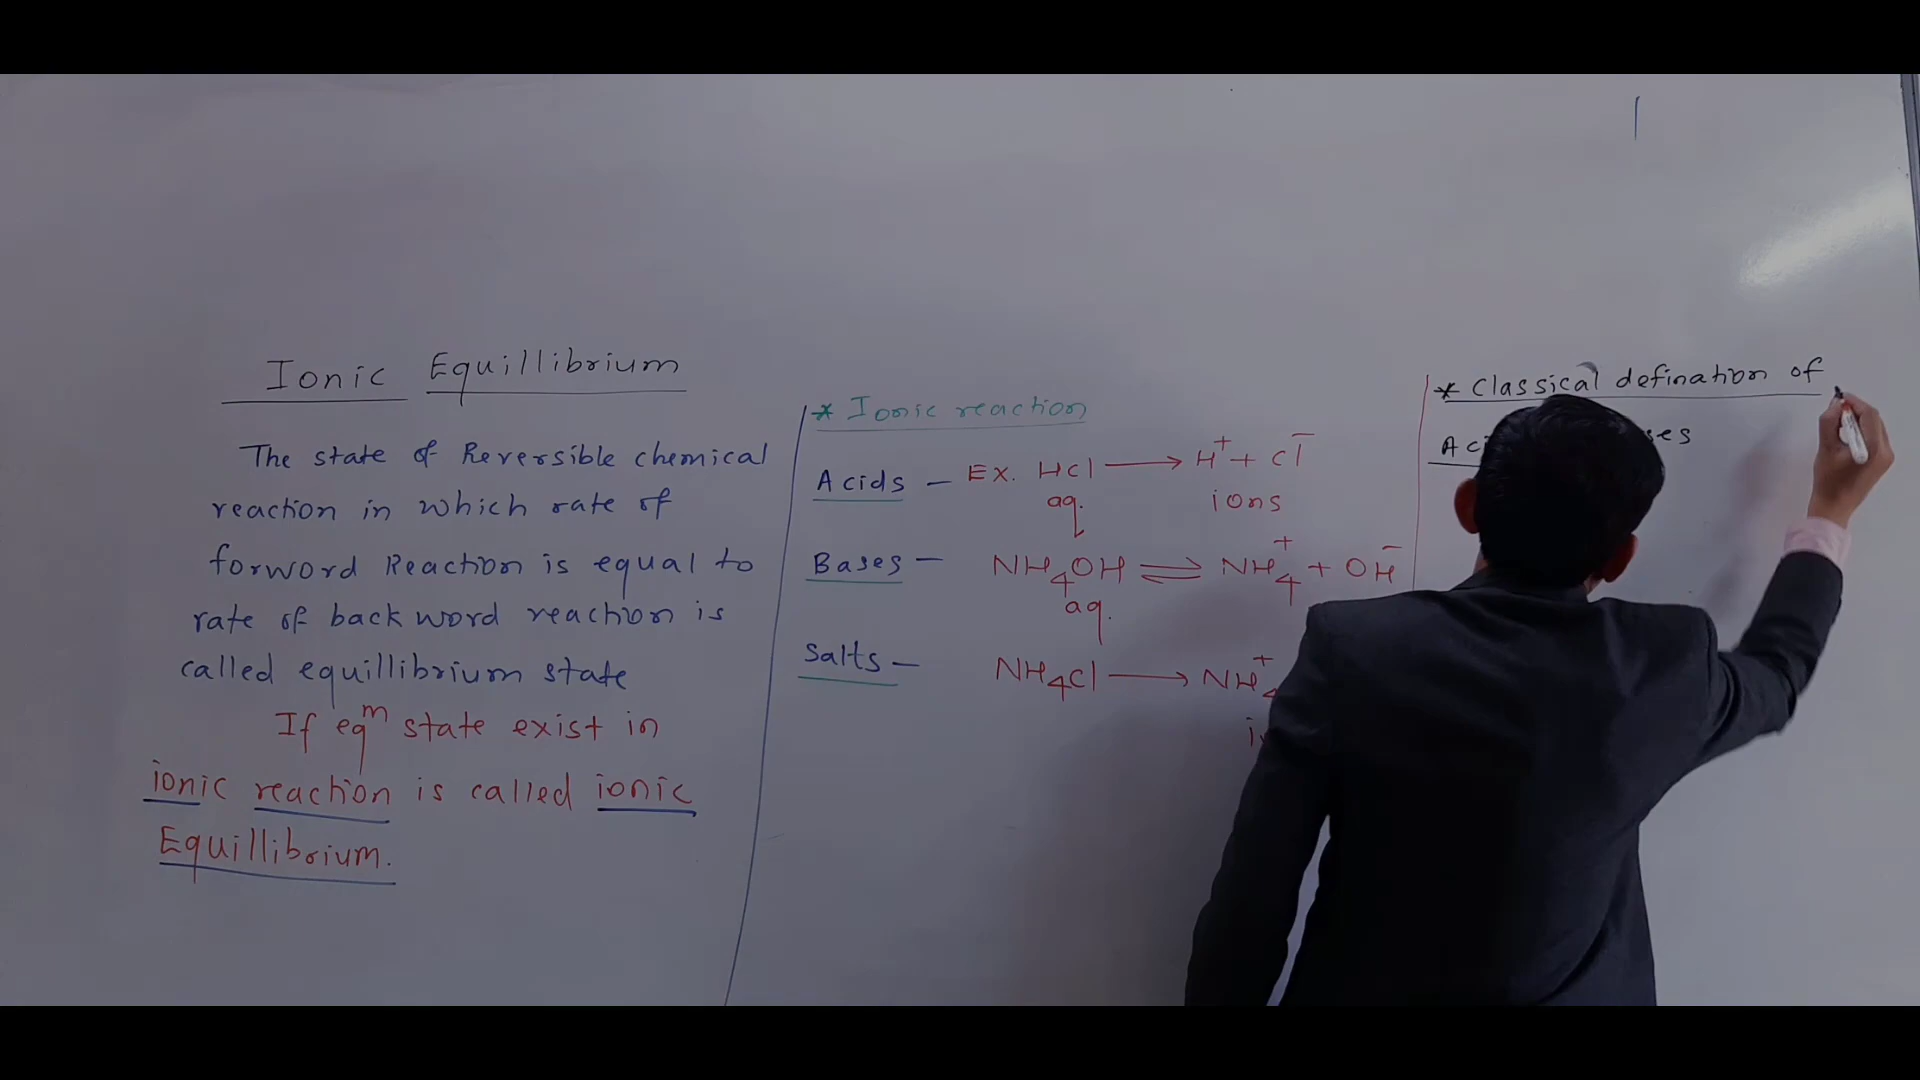 Ionic Equillibrium
The state of Reversible chemical
reaction in which rate of
forword Reaction is equal to
rate of backword reaction is
called equillibrium state
If eqᵐ state exist in
ionic reaction is called ionic
Equillibrium.
* Ionic reaction
Acids – Ex. HCl ⟶ H⁺ + Cl⁻
aq. ions
Bases – NH₄OH ⇌ NH₄⁺ + OH⁻
aq.
Salts – NH₄Cl ⟶ NH₄⁺
* Classical defination of